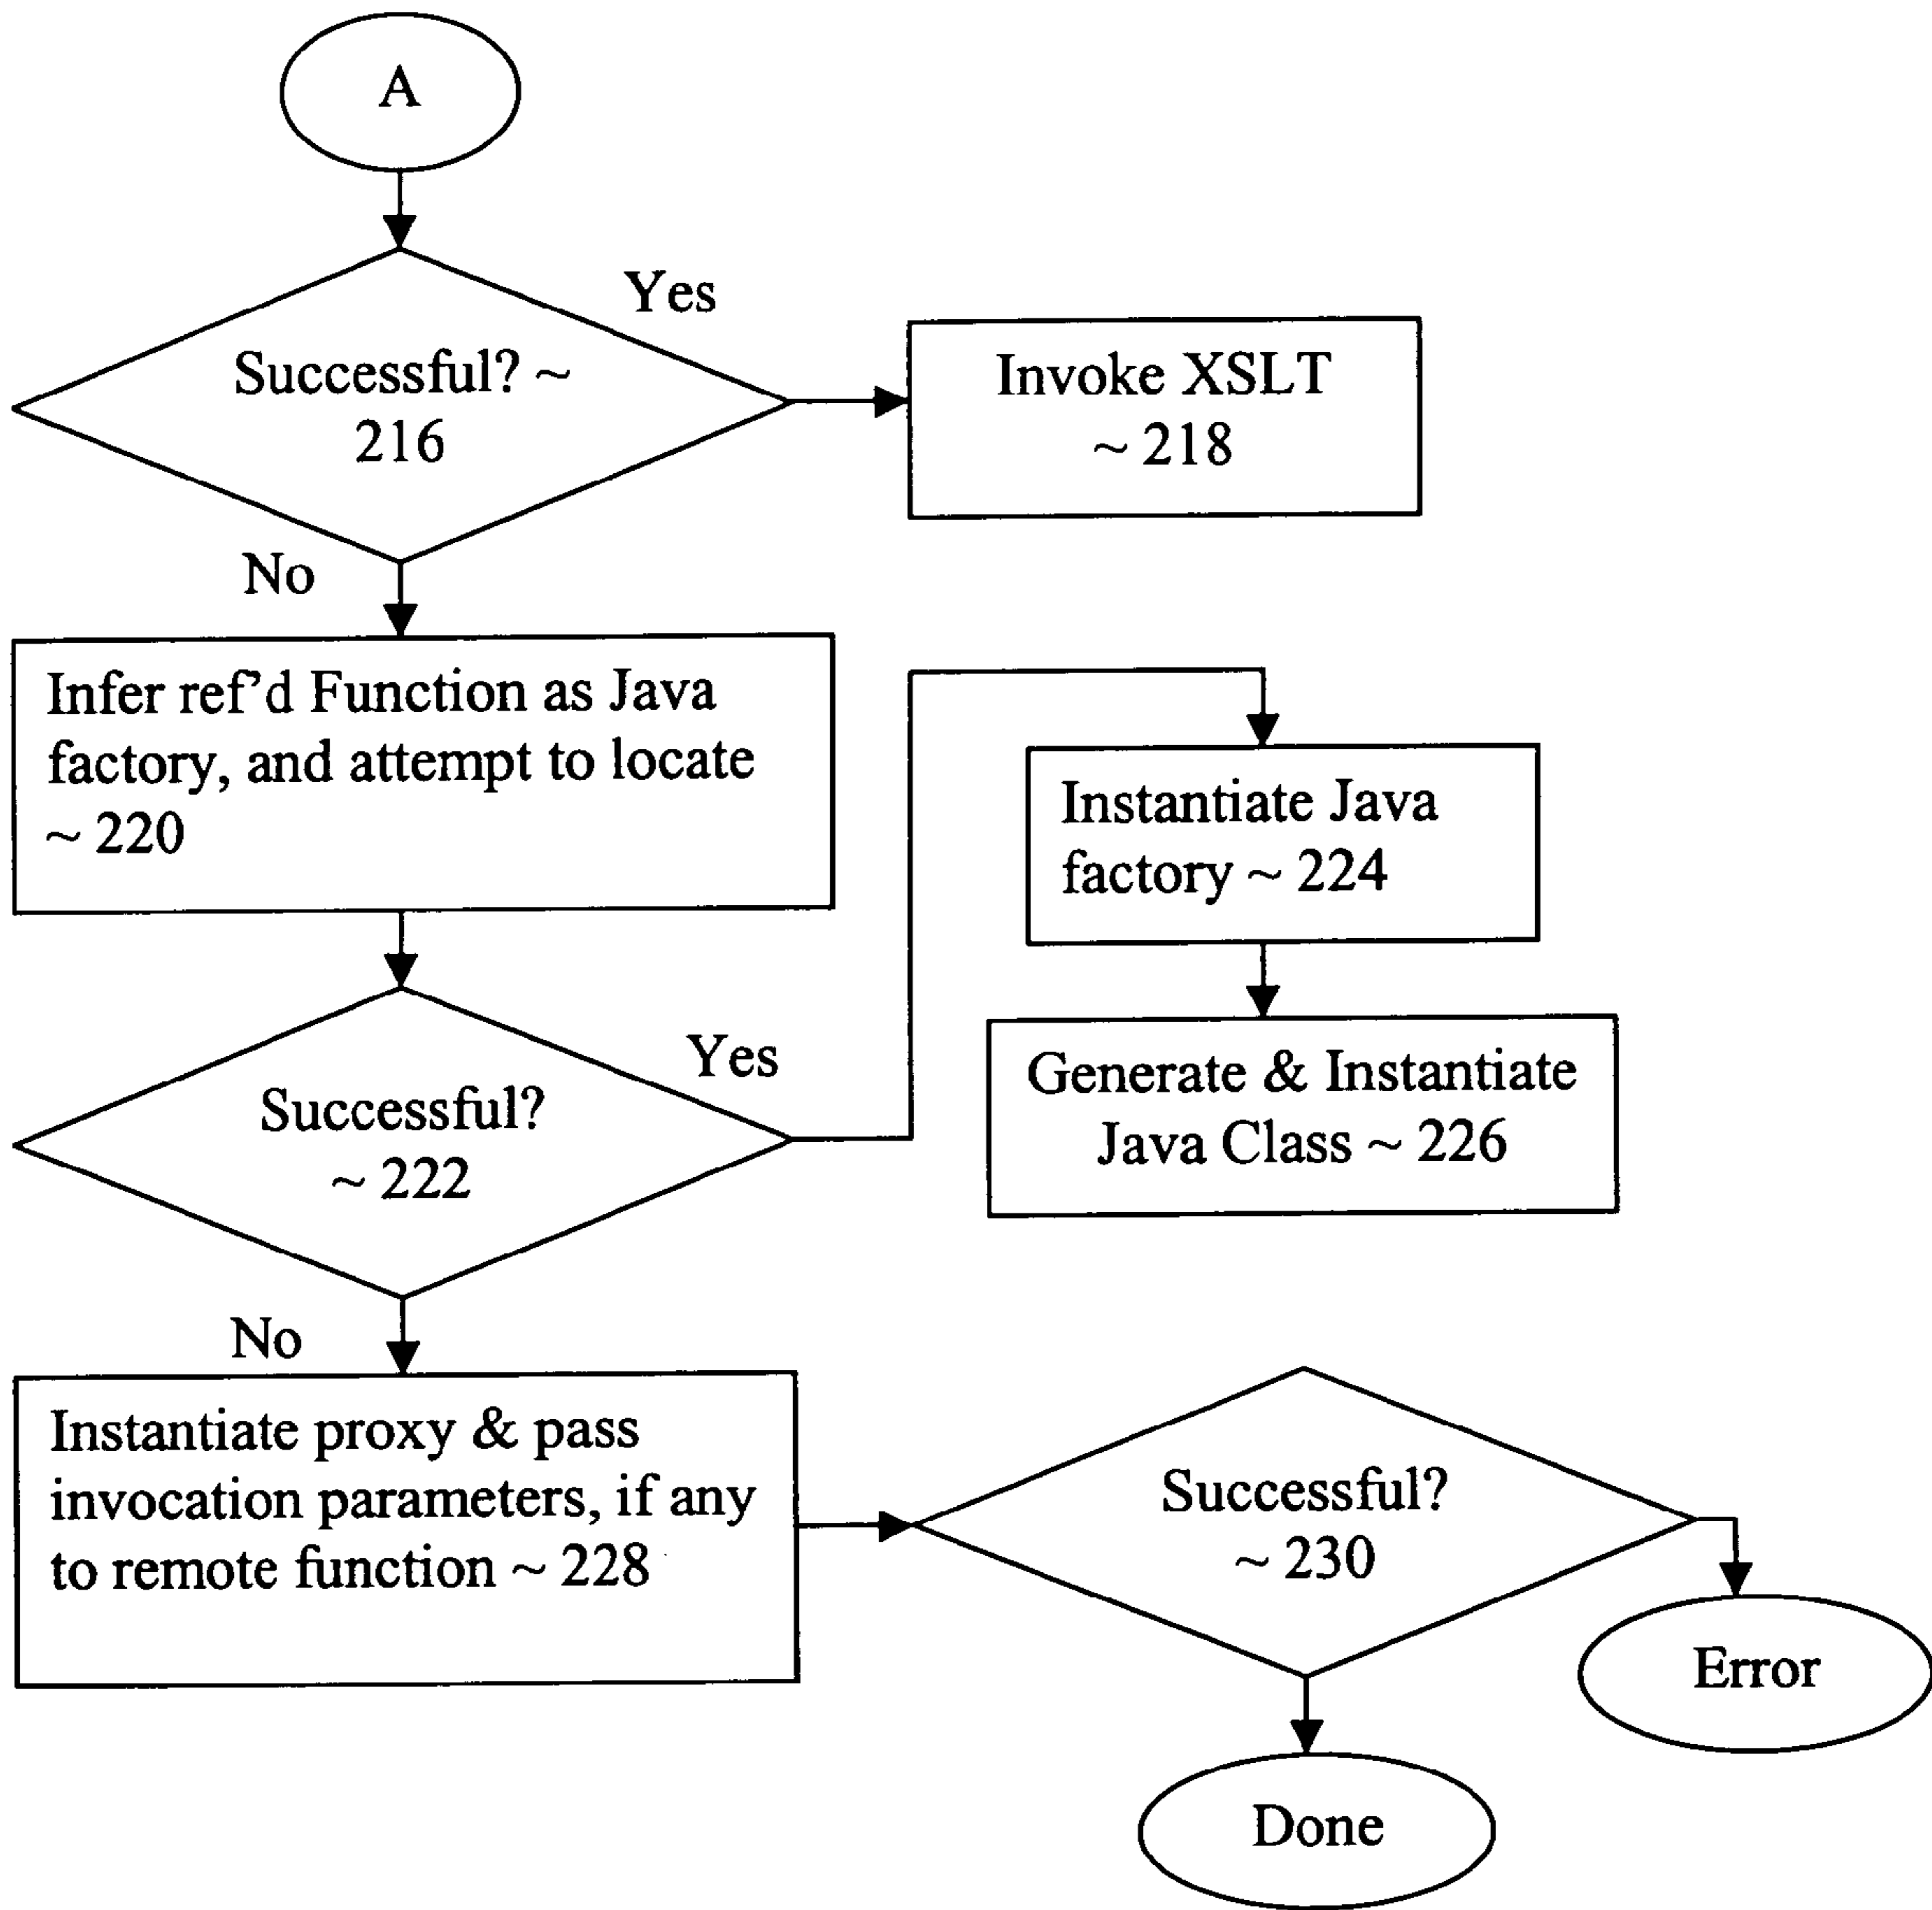 A
Yes
Successful? ~
216
Invoke XSLT
~ 218
No
Infer ref'd Function as Java
factory, and attempt to locate
~ 220
Instantiate Java
factory ~ 224
Yes
Generate & Instantiate
Java Class ~ 226
Successful?
~ 222
No
Instantiate proxy & pass
invocation parameters, if any
to remote function ~ 228
Successful?
~ 230
Error
Done